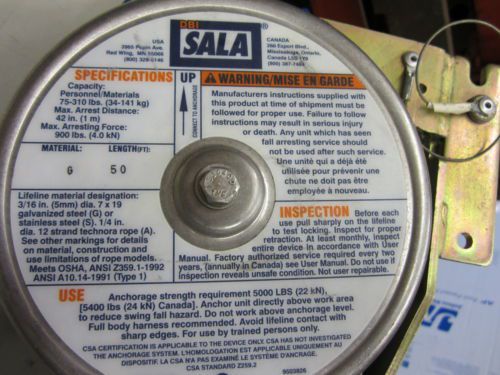 DBI
SALA
USA
3965 Pepin Ave.
Red Wing, MN 55066
(800) 328-6146
CANADA
260 Export Blvd.
Mississauga, Ontario,
Canada L5S 1Y9
(800) 387-7484
SPECIFICATIONS
Capacity:
Personnel/Materials
75-310 lbs. (34-141 kg)
Max. Arrest Distance:
42 in. (1 m)
Max. Arresting Force:
900 lbs. (4.0 kN)
MATERIAL: LENGTH(FT):
G 50
Lifeline material designation:
3/16 in. (5mm) dia. 7 x 19
galvanized steel (G) or
stainless steel (S). 1/4 in.
dia. 12 strand technora rope (A).
See other markings for details
on material, construction and
use limitations of rope models.
Meets OSHA, ANSI Z359.1-1992
ANSI A10.14-1991 (Type 1)
UP
CONNECT TO ANCHORAGE
WARNING/MISE EN GARDE
Manufacturers instructions supplied with
this product at time of shipment must be
followed for proper use. Failure to follow
instructions may result in serious injury
or death. Any unit which has seen
fall arresting service should
not be used after such service.
Une unité qui a déjà été
utilisée pour prévenir une
chute ne doit pas être
employée à nouveau.
INSPECTION Before each
use pull sharply on the lifeline
to test locking. Inspect for proper
retraction. At least monthly, inspect
entire device in accordance with User
Manual. Factory authorized service required every two
years, (annually in Canada) see User Manual. Do not use if
inspection reveals unsafe condition. Not user repairable.
USE Anchorage strength requirement 5000 LBS (22 kN),
[5400 lbs (24 kN) Canada]. Anchor unit directly above work area
to reduce swing fall hazard. Do not work above anchorage level.
Full body harness recommended. Avoid lifeline contact with
sharp edges. For use by trained persons only.
CSA CERTIFICATION IS APPLICABLE TO THE DEVICE ONLY. CSA HAS NOT INVESTIGATED
THE ANCHORING SYSTEM. L'HOMOLOGATION EST APPLICABLE UNIQUEMENT AU
DISPOSITIF. LA CSA N'A PAS EXAMINE LE SYSTÈME D'ANCRAGE.
CSA STANDARD Z259.2
9503826